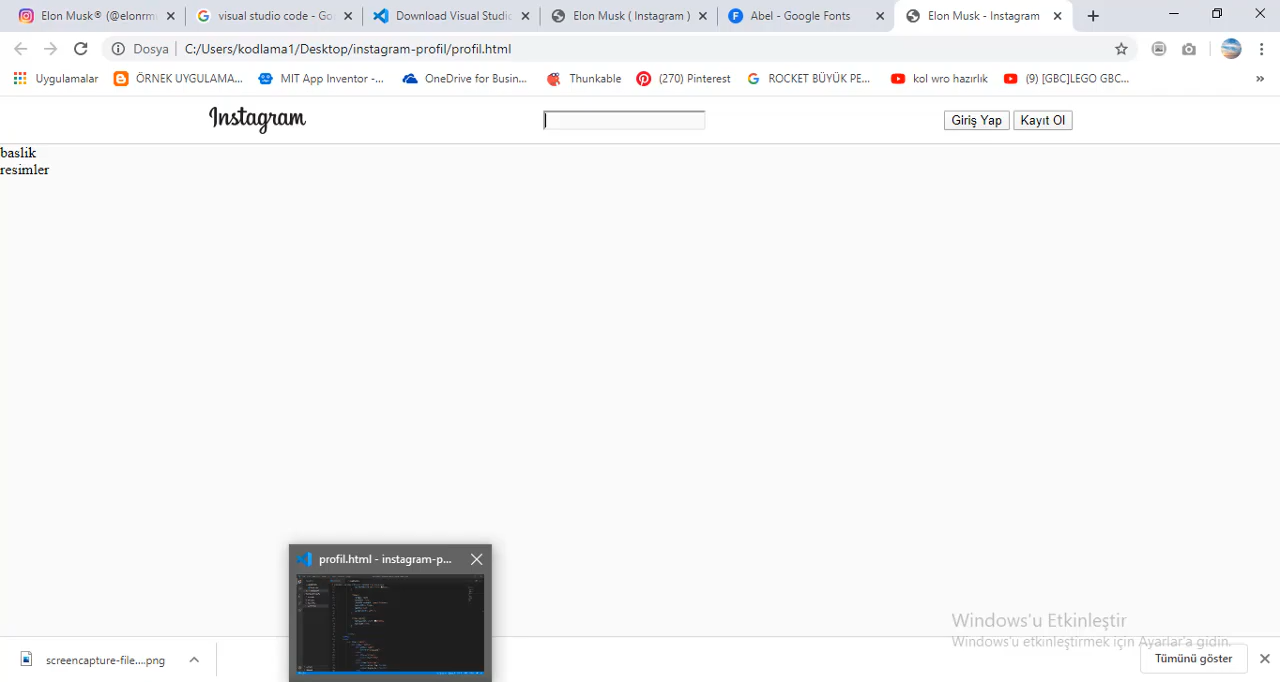 Elon Musk® (@elonrm
visual studio code - Go
Download Visual Studio
Elon Musk ( Instagram )
Abel - Google Fonts
Elon Musk - Instagram
Dosya
C:/Users/kodlama1/Desktop/instagram-profil/profil.html
Uygulamalar
ÖRNEK UYGULAMA...
MIT App Inventor -...
OneDrive for Busin...
Thunkable
(270) Pinterest
ROCKET BÜYÜK PE...
kol wro hazırlık
(9) [GBC]LEGO GBC...
»
Instagram
Giriş Yap
Kayıt Ol
baslik
resimler
profil.html - instagram-p...
Windows'u Etkinleştir
Windows'u etkinleştirmek için Ayarlar'a gidin.
screencapture-file....png
Tümünü göster